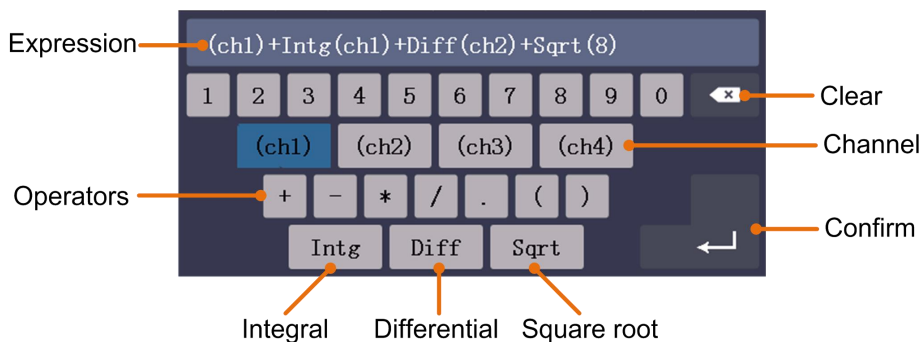 Expression
(ch1)+Intg(ch1)+Diff(ch2)+Sqrt(8)
1 2 3 4 5 6 7 8 9 0
Clear
(ch1) (ch2) (ch3) (ch4)
Channel
Operators
+ - * / . ( )
Confirm
Intg Diff Sqrt
Integral Differential Square root